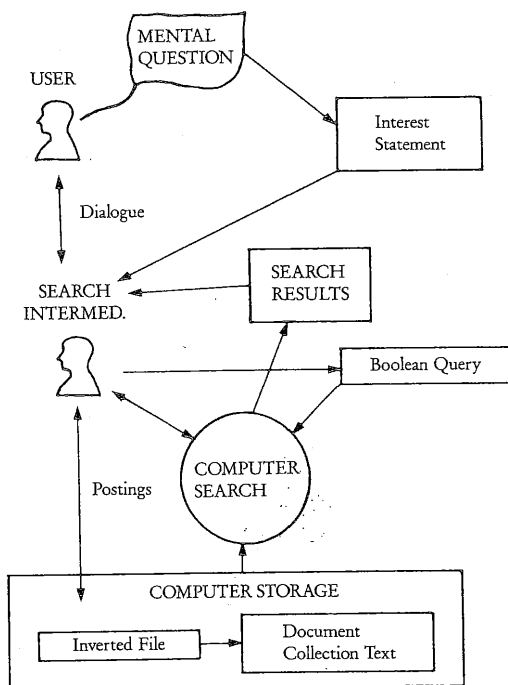 MENTAL
QUESTION
USER
Interest
Statement
Dialogue
SEARCH
INTERMED.
SEARCH
RESULTS
Boolean Query
COMPUTER
SEARCH
Postings
COMPUTER STORAGE
Inverted File
Document
Collection Text